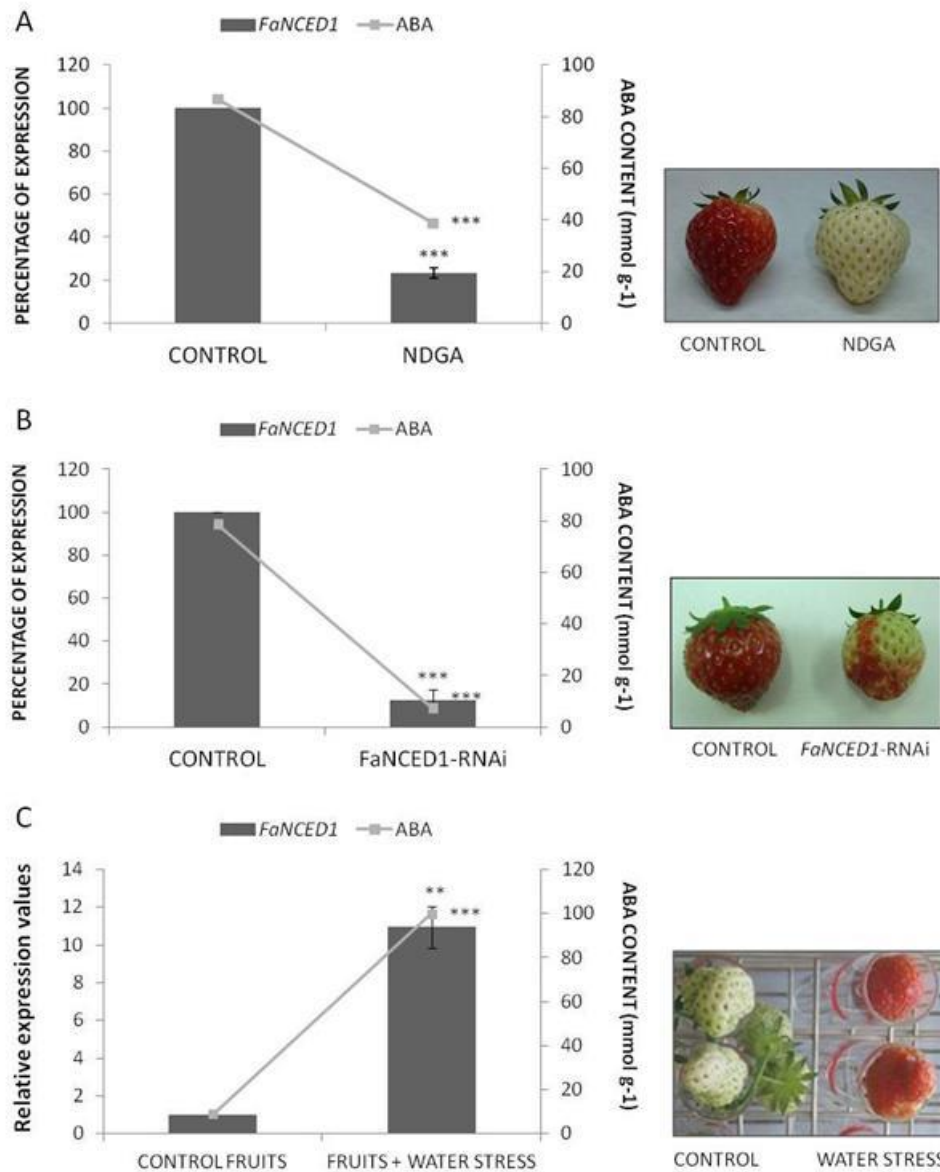 A
FaNCED1 ABA
PERCENTAGE OF EXPRESSION
120
100
80
60
40
20
0
100
80
60
40
20
0
ABA CONTENT (mmol g-1)
***
***
CONTROL NDGA
CONTROL NDGA
B
FaNCED1 ABA
PERCENTAGE OF EXPRESSION
120
100
80
60
40
20
0
100
80
60
40
20
0
ABA CONTENT (mmol g-1)
***
***
CONTROL FaNCED1-RNAi
CONTROL FaNCED1-RNAi
C
FaNCED1 ABA
Relative expression values
14
12
10
8
6
4
2
0
120
100
80
60
40
20
0
ABA CONTENT (mmol g-1)
**
***
CONTROL FRUITS FRUITS + WATER STRESS
CONTROL WATER STRESS